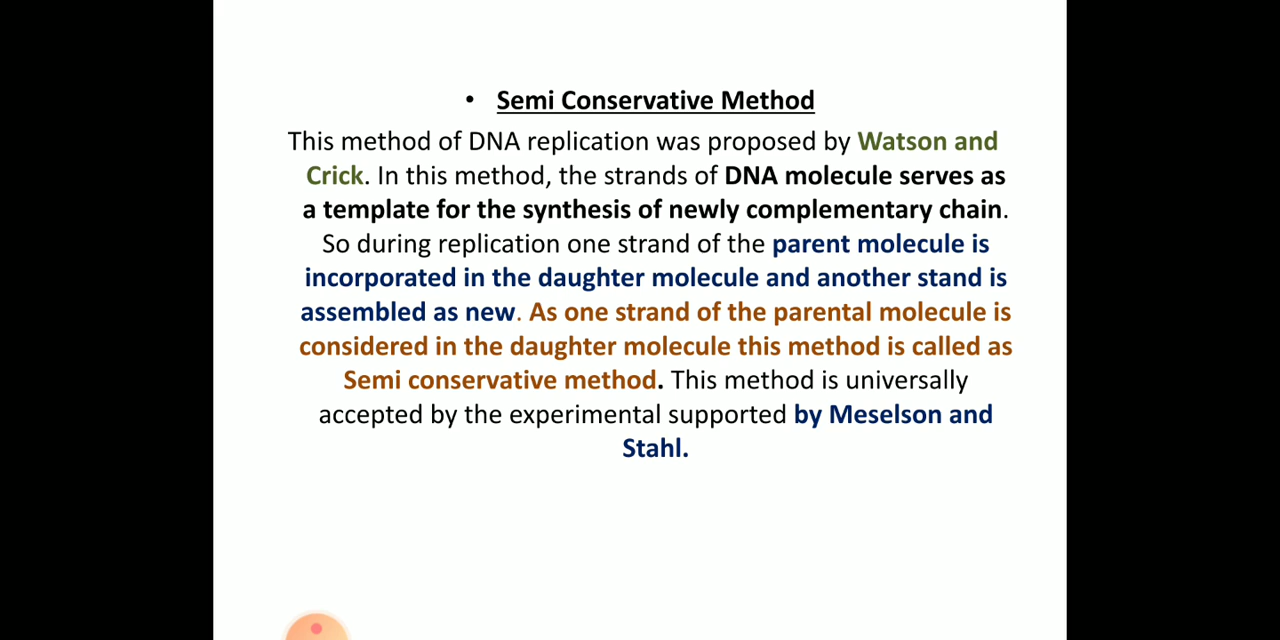 • Semi Conservative Method
This method of DNA replication was proposed by Watson and
Crick. In this method, the strands of DNA molecule serves as
a template for the synthesis of newly complementary chain.
So during replication one strand of the parent molecule is
incorporated in the daughter molecule and another stand is
assembled as new. As one strand of the parental molecule is
considered in the daughter molecule this method is called as
Semi conservative method. This method is universally
accepted by the experimental supported by Meselson and
Stahl.